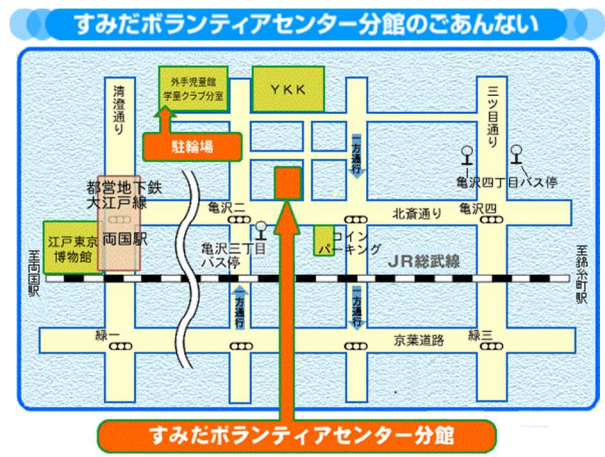 すみだボランティアセンター分館のごあんない
外手児童館
学童クラブ分室
YKK
清澄通り
三ツ目通り
駐輪場
一方通行
都営地下鉄
大江戸線
亀沢四丁目バス停
亀沢二
北斎通り
亀沢四
江戸東京
博物館
両国駅
亀沢三丁目
バス停
コイン
パーキング
JR総武線
至両国駅
至錦糸町駅
一方通行
一方通行
緑一
京葉道路
緑三
すみだボランティアセンター分館